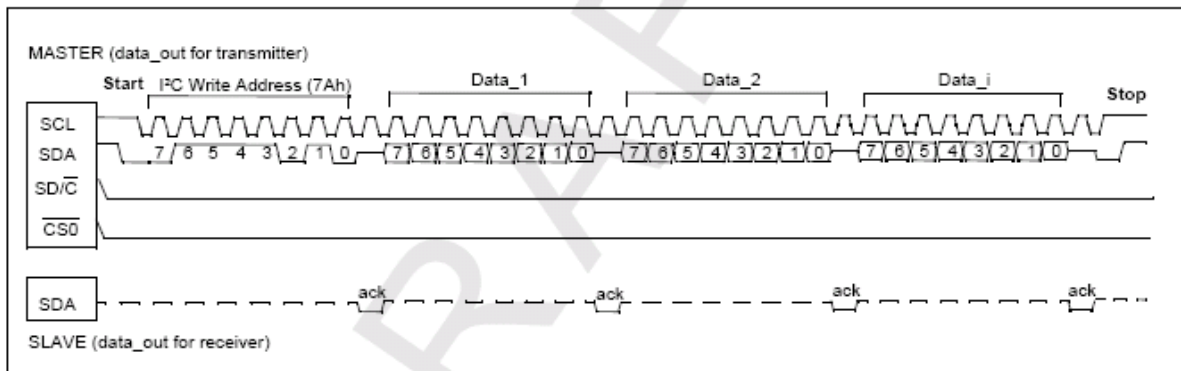 MASTER (data_out for transmitter)
Start I²C Write Address (7Ah) Data_1 Data_2 Data_i Stop
SCL
SDA 7 6 5 4 3 2 1 0 7 6 5 4 3 2 1 0 7 6 5 4 3 2 1 0 7 6 5 4 3 2 1 0
SD/C̅
C̅S̅0̅
SDA ack ack ack ack
SLAVE (data_out for receiver)